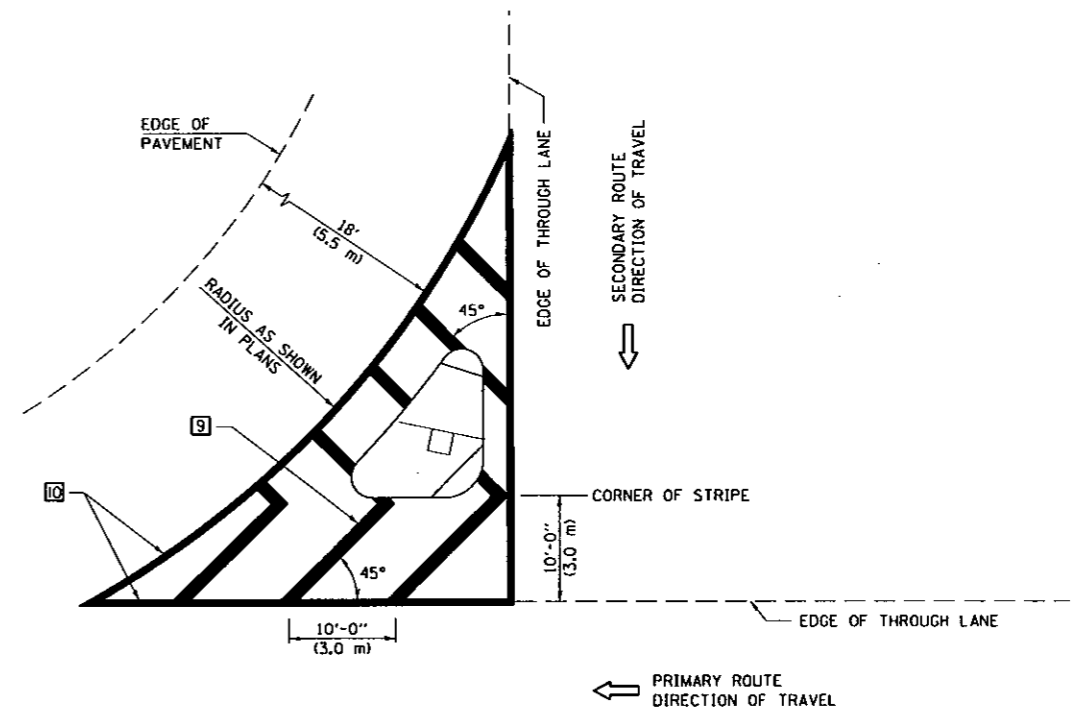 EDGE OF
PAVEMENT
18'
(5.5 m)
RADIUS AS SHOWN
IN PLANS
45°
EDGE OF THROUGH LANE
SECONDARY ROUTE
DIRECTION OF TRAVEL
9
10
CORNER OF STRIPE
10'-0"
(3.0 m)
45°
10'-0"
(3.0 m)
EDGE OF THROUGH LANE
PRIMARY ROUTE
DIRECTION OF TRAVEL